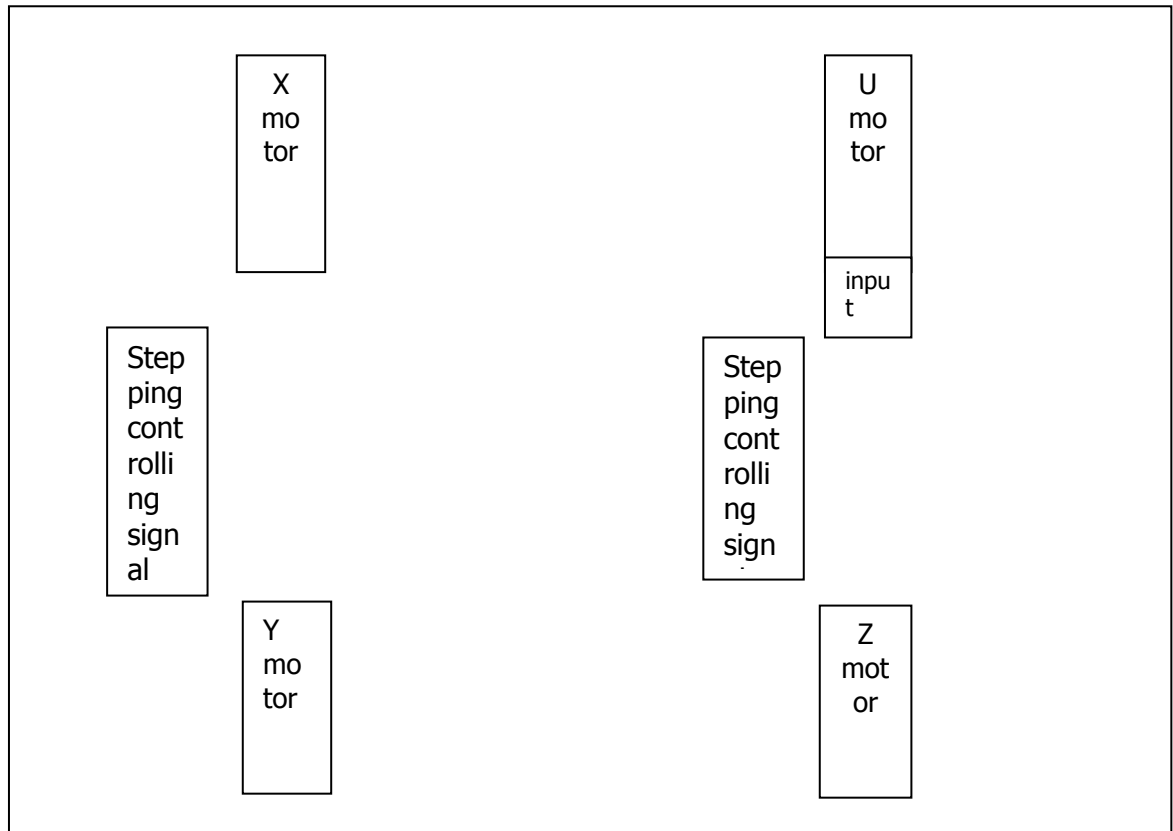 X
mo
tor
U
mo
tor
inpu
t
Step
ping
cont
rolli
ng
sign
al
Step
ping
cont
rolli
ng
sign
Y
mo
tor
Z
mot
or